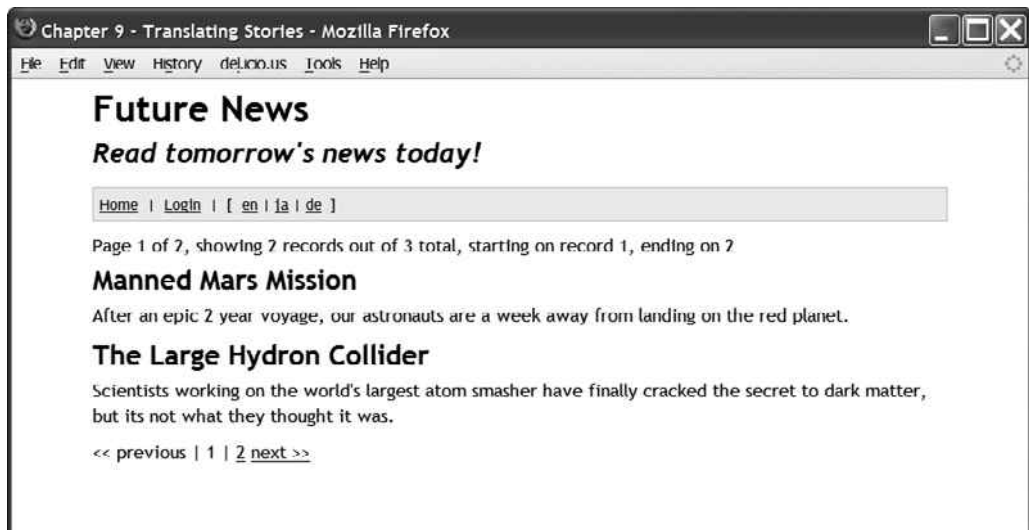 Chapter 9 - Translating Stories - Mozilla Firefox
File Edit View History del.icio.us Tools Help
Future News
Read tomorrow's news today!
Home | Login | [ en | ja | de ]
Page 1 of 2, showing 2 records out of 3 total, starting on record 1, ending on 2
Manned Mars Mission
After an epic 2 year voyage, our astronauts are a week away from landing on the red planet.
The Large Hydron Collider
Scientists working on the world's largest atom smasher have finally cracked the secret to dark matter,
but its not what they thought it was.
<< previous | 1 | 2 next >>